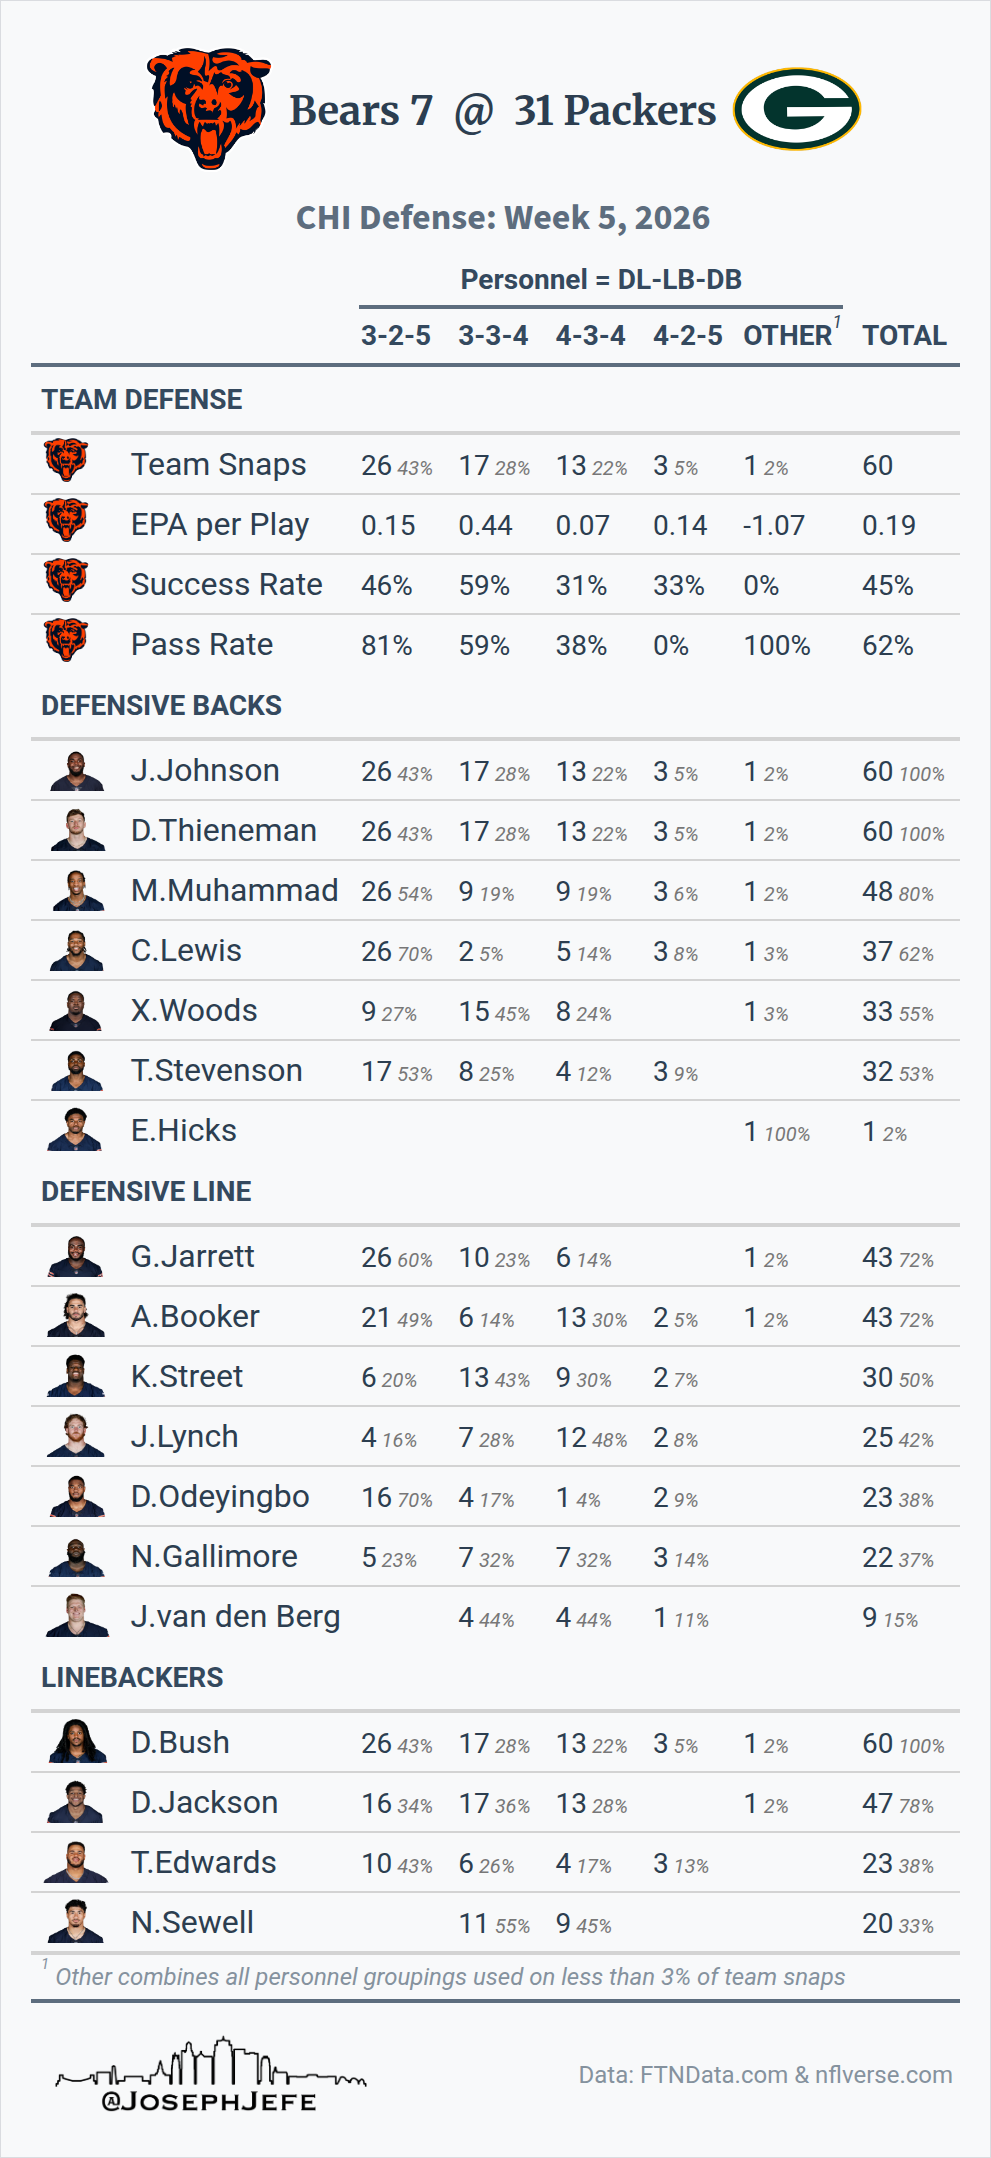 Bears 7 @ 31 Packers
CHI Defense: Week 5, 2026
Personnel = DL-LB-DB
3-2-5 3-3-4 4-3-4 4-2-5 OTHER1 TOTAL
TEAM DEFENSE
Team Snaps 26 43% 17 28% 13 22% 3 5% 1 2% 60
EPA per Play 0.15 0.44 0.07 0.14 -1.07 0.19
Success Rate 46% 59% 31% 33% 0% 45%
Pass Rate 81% 59% 38% 0% 100% 62%
DEFENSIVE BACKS
J.Johnson 26 43% 17 28% 13 22% 3 5% 1 2% 60 100%
D.Thieneman 26 43% 17 28% 13 22% 3 5% 1 2% 60 100%
M.Muhammad 26 54% 9 19% 9 19% 3 6% 1 2% 48 80%
C.Lewis 26 70% 2 5% 5 14% 3 8% 1 3% 37 62%
X.Woods 9 27% 15 45% 8 24% 1 3% 33 55%
T.Stevenson 17 53% 8 25% 4 12% 3 9% 32 53%
E.Hicks 1 100% 1 2%
DEFENSIVE LINE
G.Jarrett 26 60% 10 23% 6 14% 1 2% 43 72%
A.Booker 21 49% 6 14% 13 30% 2 5% 1 2% 43 72%
K.Street 6 20% 13 43% 9 30% 2 7% 30 50%
J.Lynch 4 16% 7 28% 12 48% 2 8% 25 42%
D.Odeyingbo 16 70% 4 17% 1 4% 2 9% 23 38%
N.Gallimore 5 23% 7 32% 7 32% 3 14% 22 37%
J.van den Berg 4 44% 4 44% 1 11% 9 15%
LINEBACKERS
D.Bush 26 43% 17 28% 13 22% 3 5% 1 2% 60 100%
D.Jackson 16 34% 17 36% 13 28% 1 2% 47 78%
T.Edwards 10 43% 6 26% 4 17% 3 13% 23 38%
N.Sewell 11 55% 9 45% 20 33%
1 Other combines all personnel groupings used on less than 3% of team snaps
@JOSEPHJEFE
Data: FTNData.com & nflverse.com